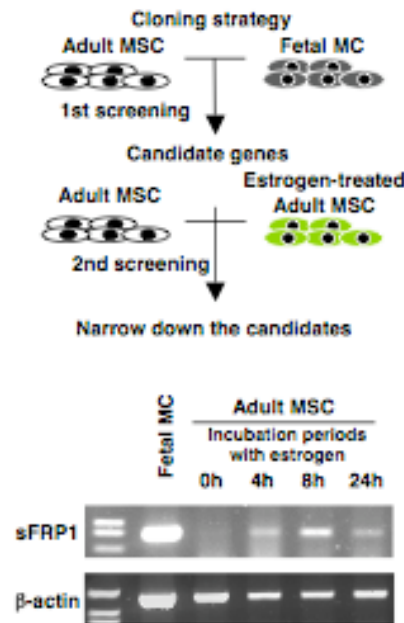 Cloning strategy
Adult MSC Fetal MC
1st screening
Candidate genes
Adult MSC Estrogen-treated
Adult MSC
2nd screening
Narrow down the candidates
Fetal MC
Adult MSC
Incubation periods
with estrogen
0h 4h 8h 24h
sFRP1
β-actin